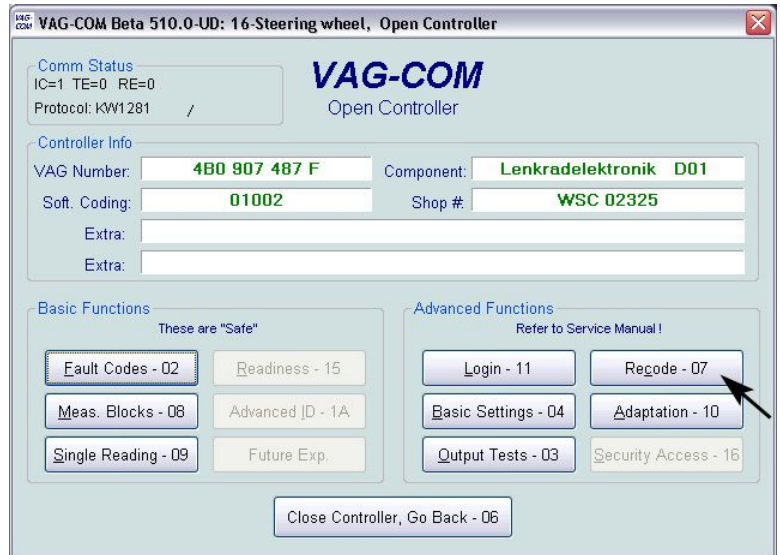 VAG-COM VAG-COM Beta 510.0-UD: 16-Steering wheel, Open Controller
Comm Status
IC=1 TE=0 RE=0
Protocol: KW1281 /
VAG-COM
Open Controller
Controller Info
VAG Number: 4B0 907 487 F Component: Lenkradelektronik D01
Soft. Coding: 01002 Shop #: WSC 02325
Extra:
Extra:
Basic Functions
These are "Safe"
Fault Codes - 02 Readiness - 15
Meas. Blocks - 08 Advanced ID - 1A
Single Reading - 09 Future Exp.
Advanced Functions
Refer to Service Manual !
Login - 11 Recode - 07
Basic Settings - 04 Adaptation - 10
Output Tests - 03 Security Access - 16
Close Controller, Go Back - 06